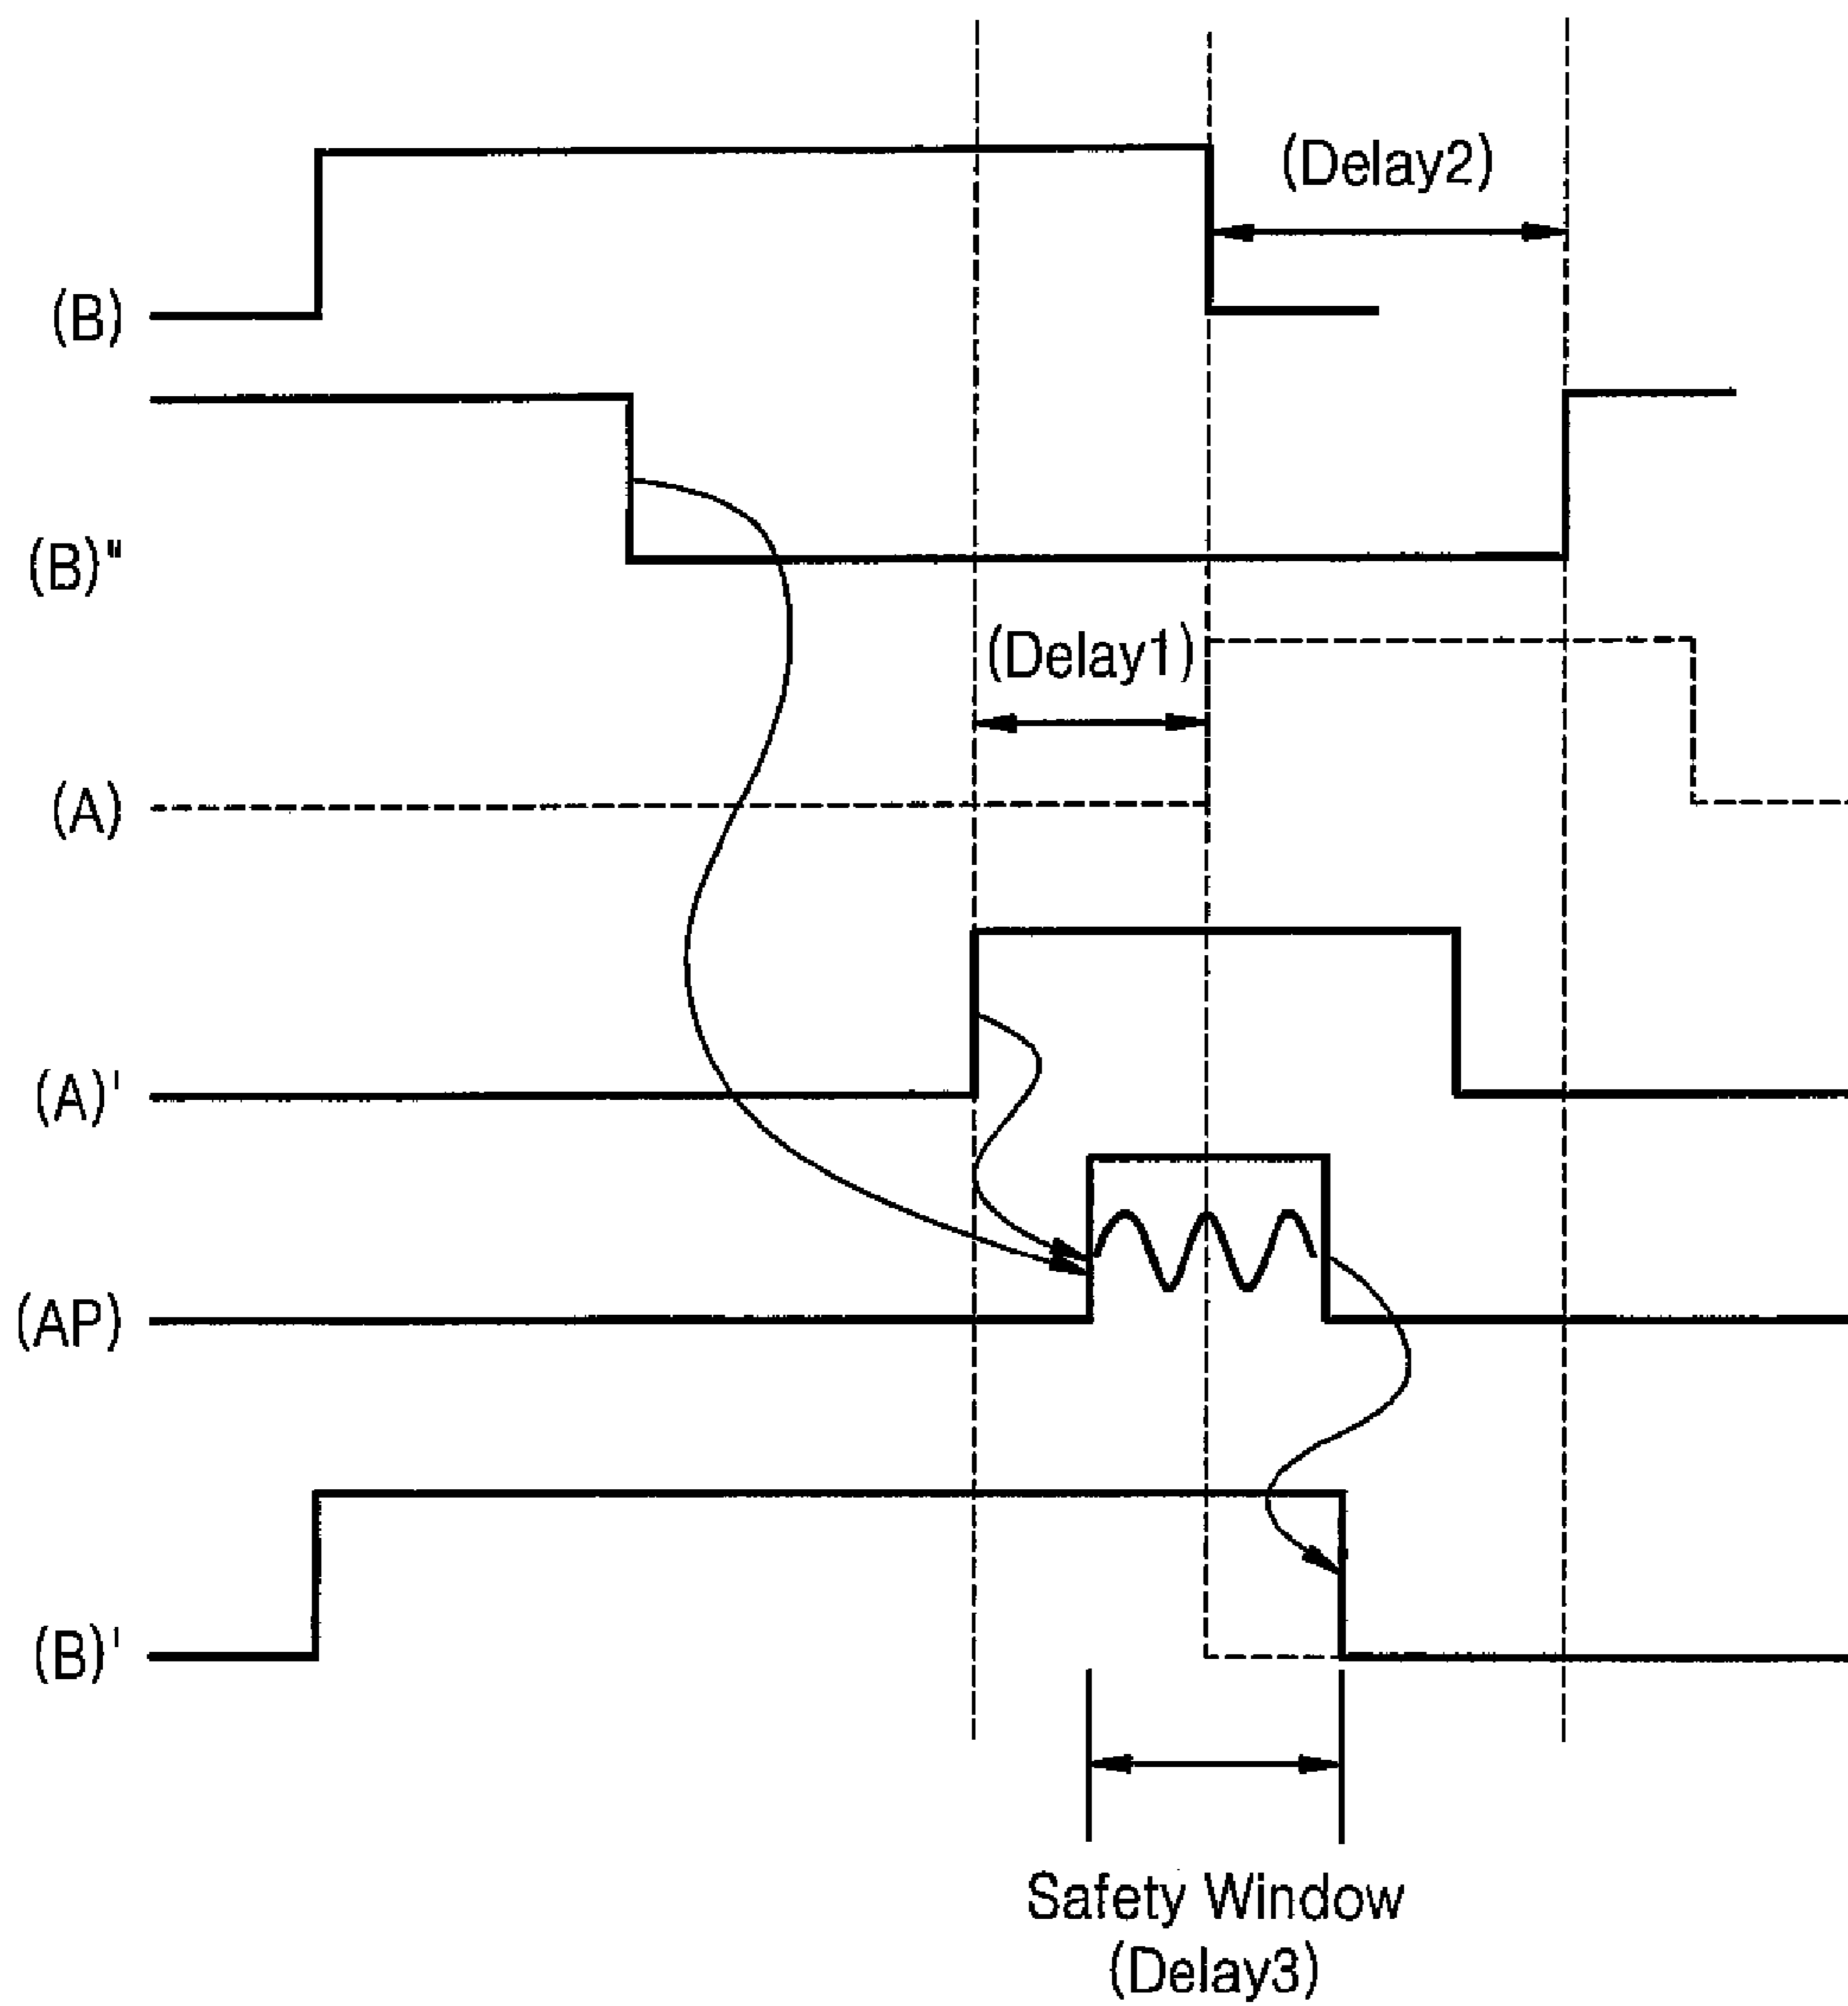 (Delay2)
(B)
(B)"
(Delay1)
(A)
(A)'
(AP)
(B)'
Safety Window
(Delay3)